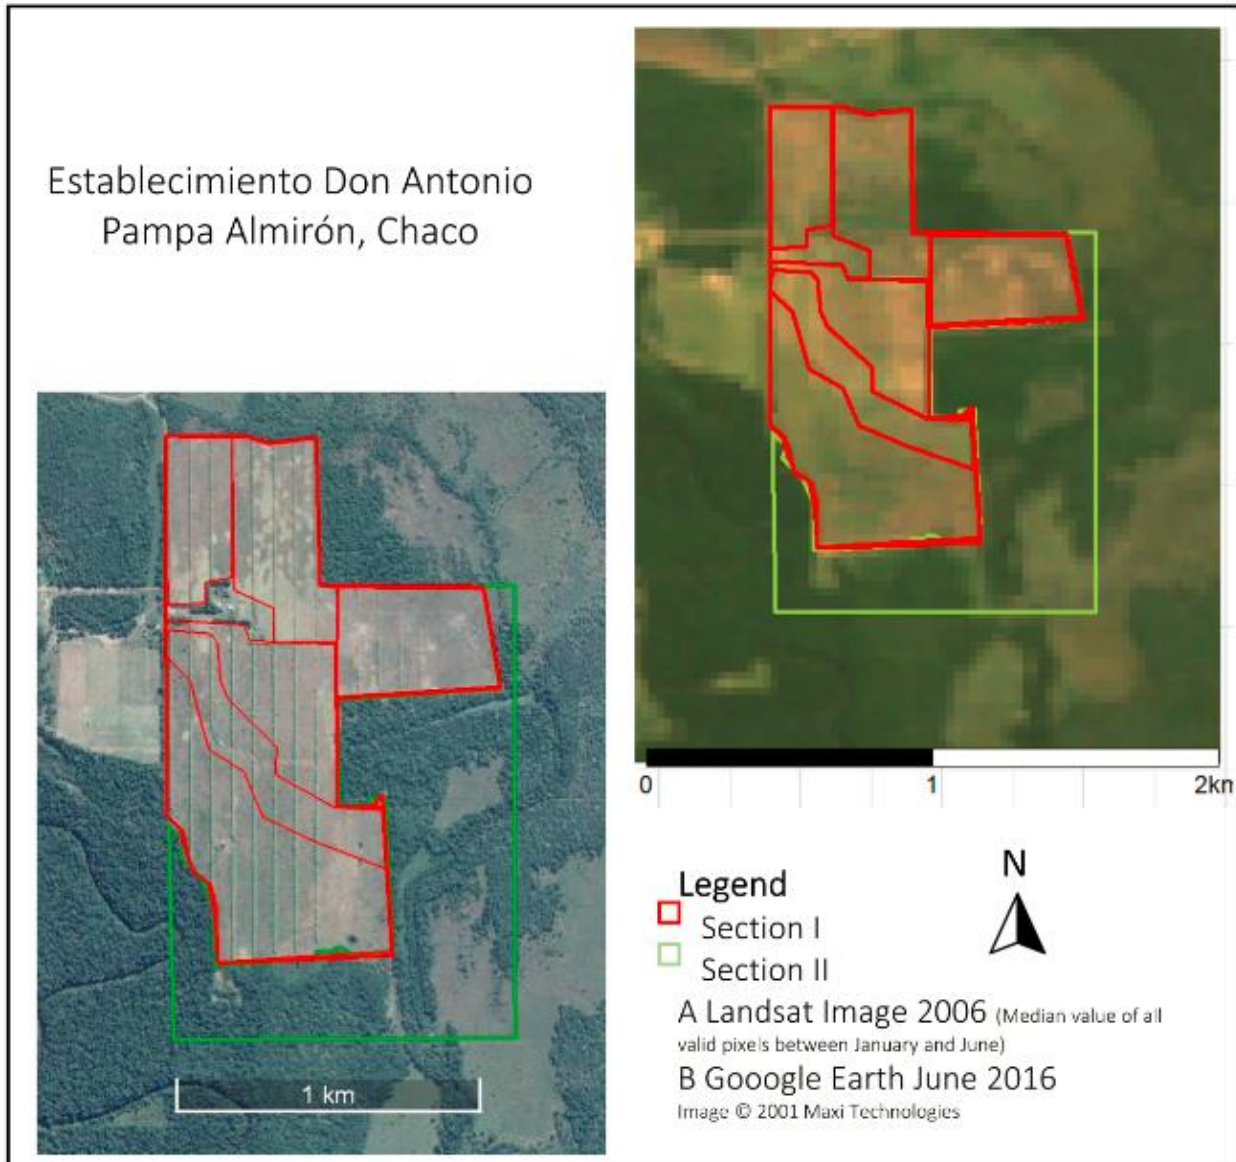 Establecimiento Don Antonio
Pampa Almirón, Chaco
0 1 2km
N
Legend
Section I
Section II
A Landsat Image 2006 (Median value of all
valid pixels between January and June)
B Gooogle Earth June 2016
Image © 2001 Maxi Technologies
1 km